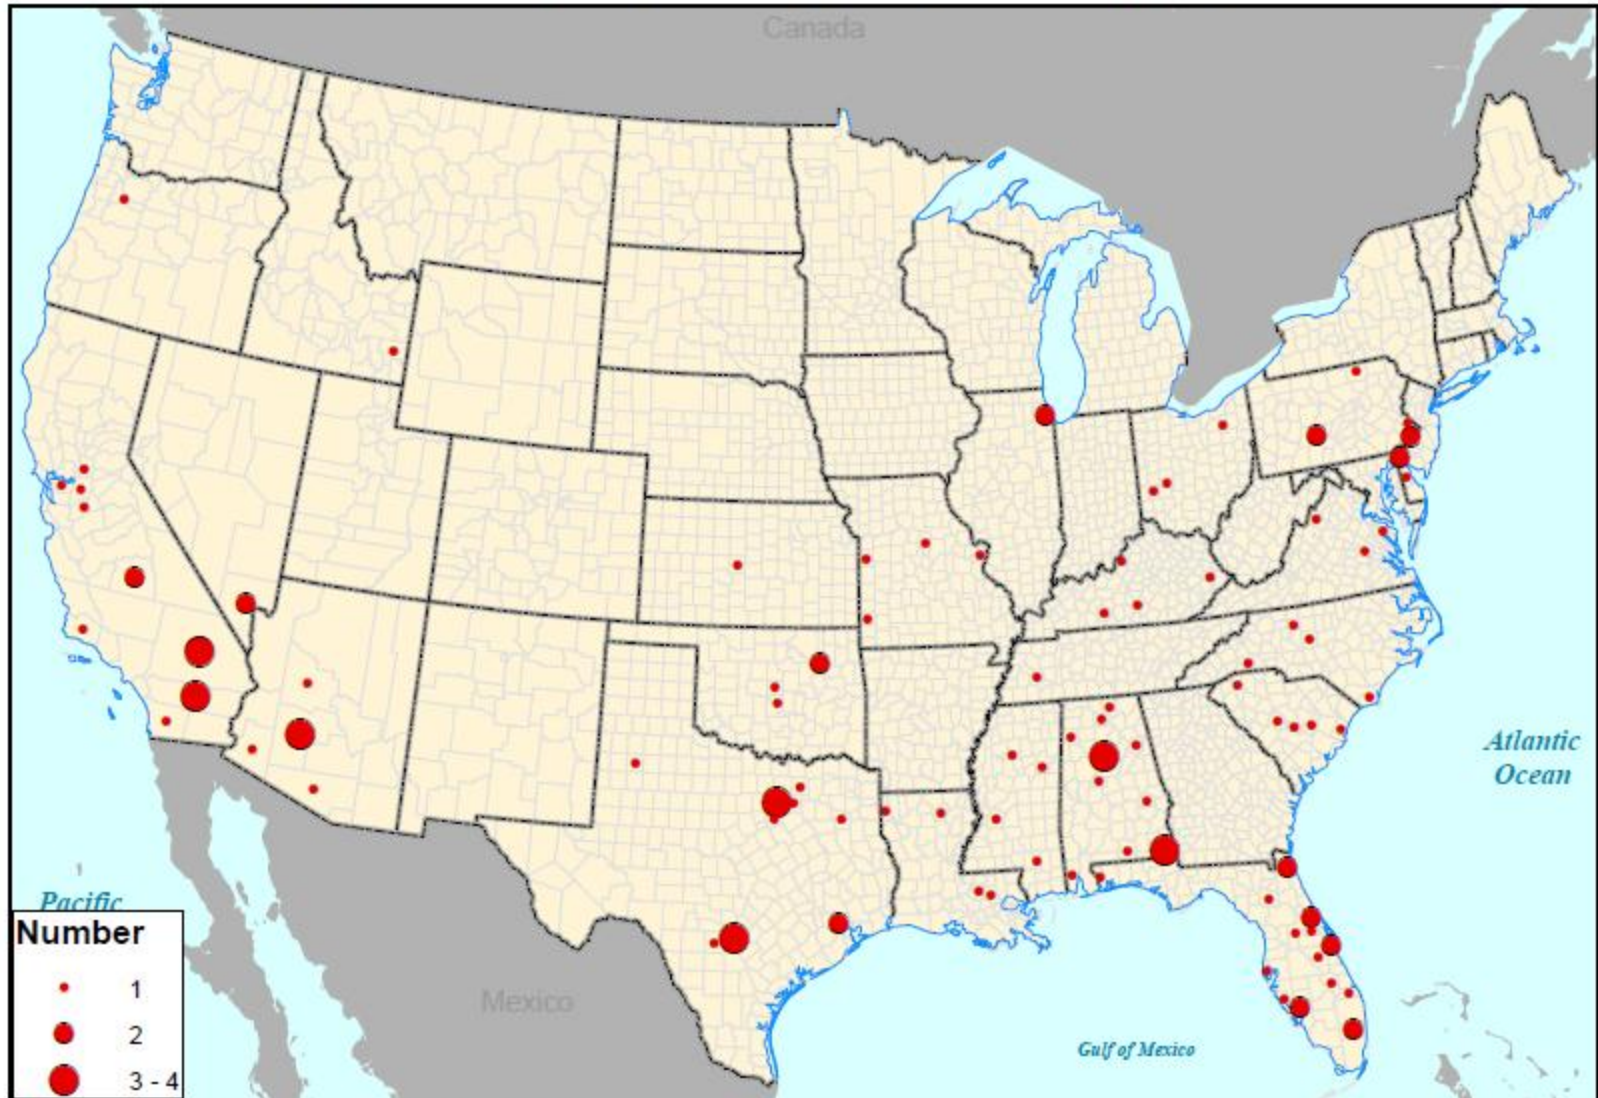 Canada
Atlantic
Ocean
Pacific
Number
1
2
3 - 4
Mexico
Gulf of Mexico